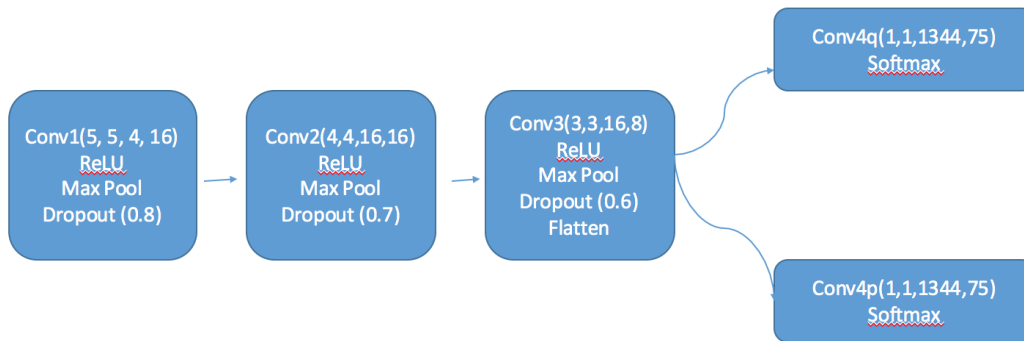 Conv1(5, 5, 4, 16)
ReLU
Max Pool
Dropout (0.8)
Conv2(4,4,16,16)
ReLU
Max Pool
Dropout (0.7)
Conv3(3,3,16,8)
ReLU
Max Pool
Dropout (0.6)
Flatten
Conv4q(1,1,1344,75)
Softmax
Conv4p(1,1,1344,75)
Softmax